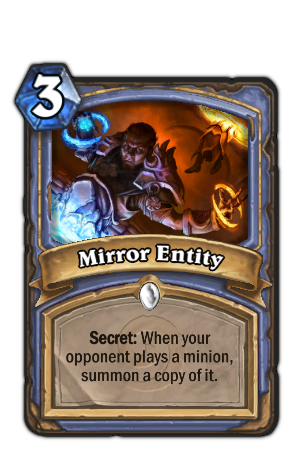 3
Mirror Entity
Secret: When your
opponent plays a minion,
summon a copy of it.